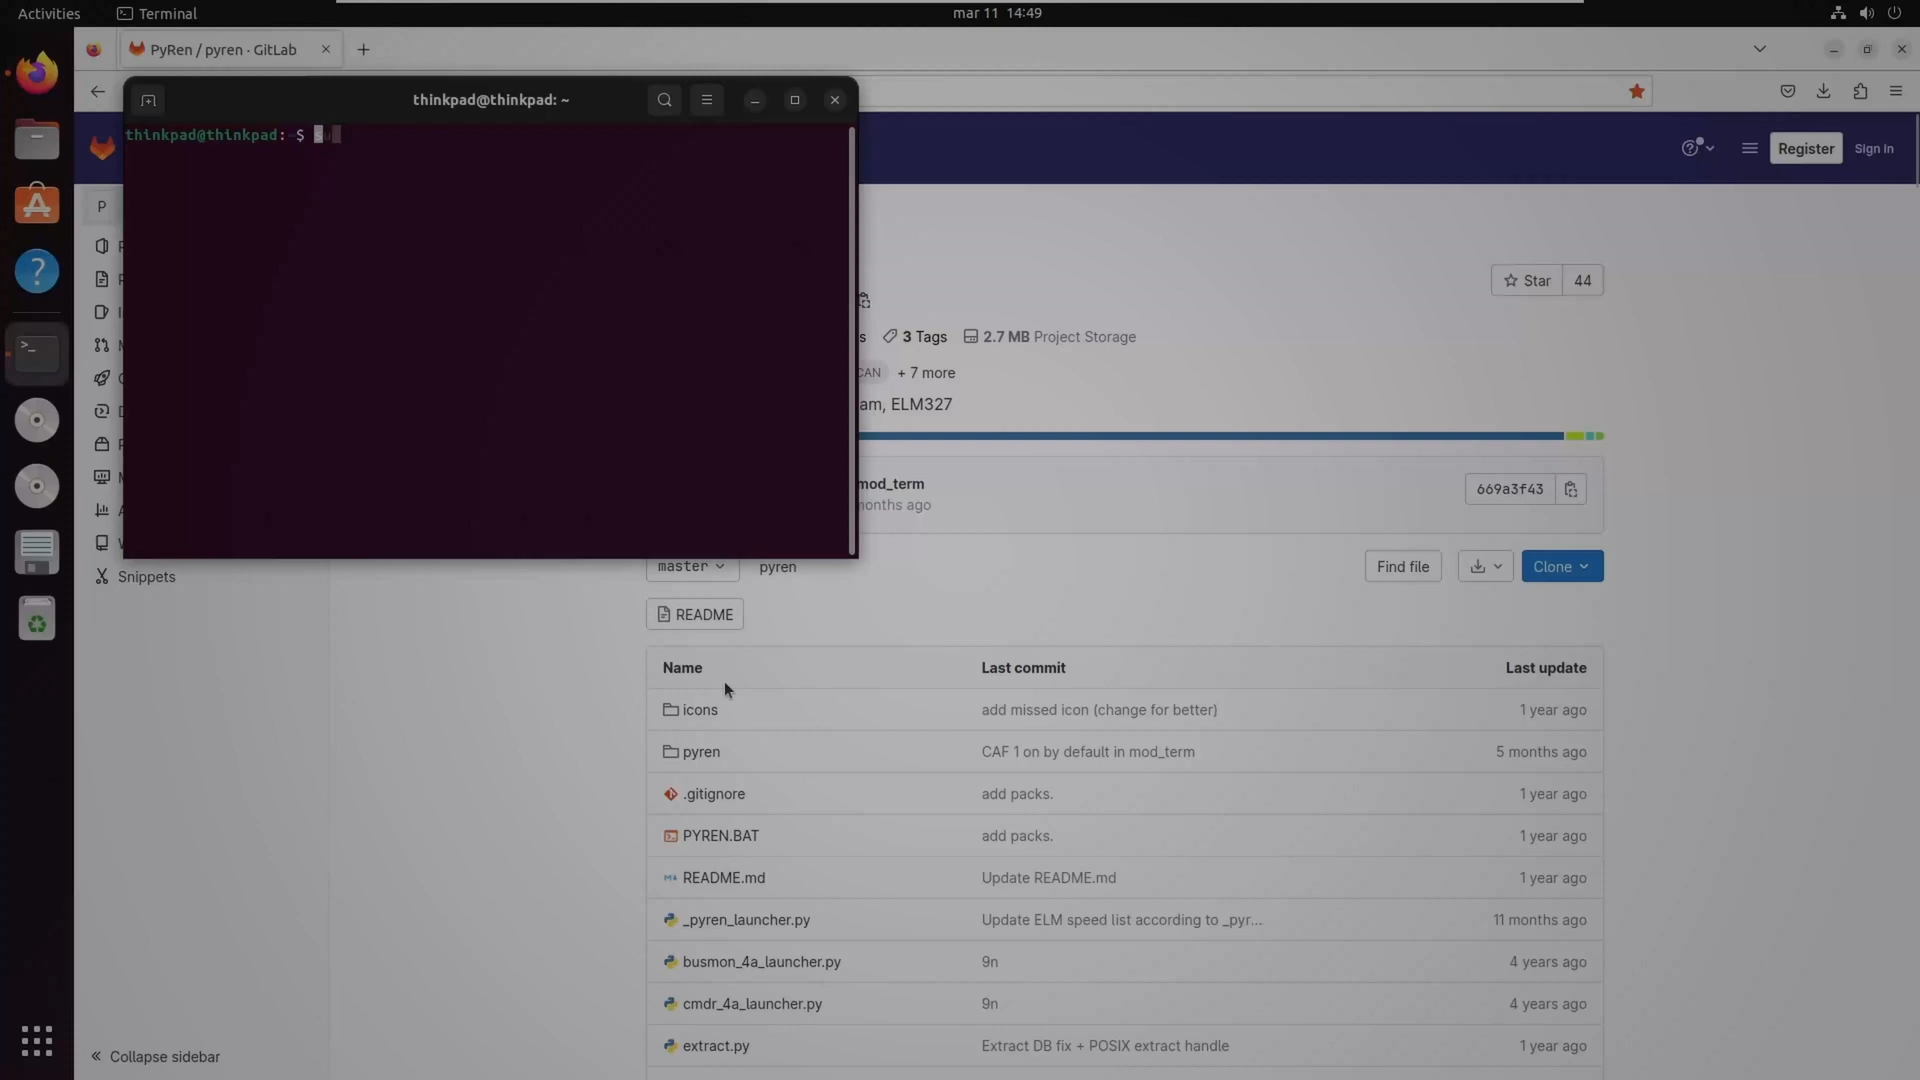 Activities
Terminal
mar 11 14:49
PyRen / pyren · GitLab
thinkpad@thinkpad: ~
thinkpad@thinkpad:~$ su
Register
Sign in
P
Star
44
3 Tags
2.7 MB Project Storage
CAN
+ 7 more
am, ELM327
mod_term
months ago
669a3f43
master
pyren
Find file
Clone
Snippets
README
Name
Last commit
Last update
icons
add missed icon (change for better)
1 year ago
pyren
CAF 1 on by default in mod_term
5 months ago
.gitignore
add packs.
1 year ago
PYREN.BAT
add packs.
1 year ago
README.md
Update README.md
1 year ago
_pyren_launcher.py
Update ELM speed list according to _pyr...
11 months ago
busmon_4a_launcher.py
9n
4 years ago
cmdr_4a_launcher.py
9n
4 years ago
extract.py
Extract DB fix + POSIX extract handle
1 year ago
Collapse sidebar